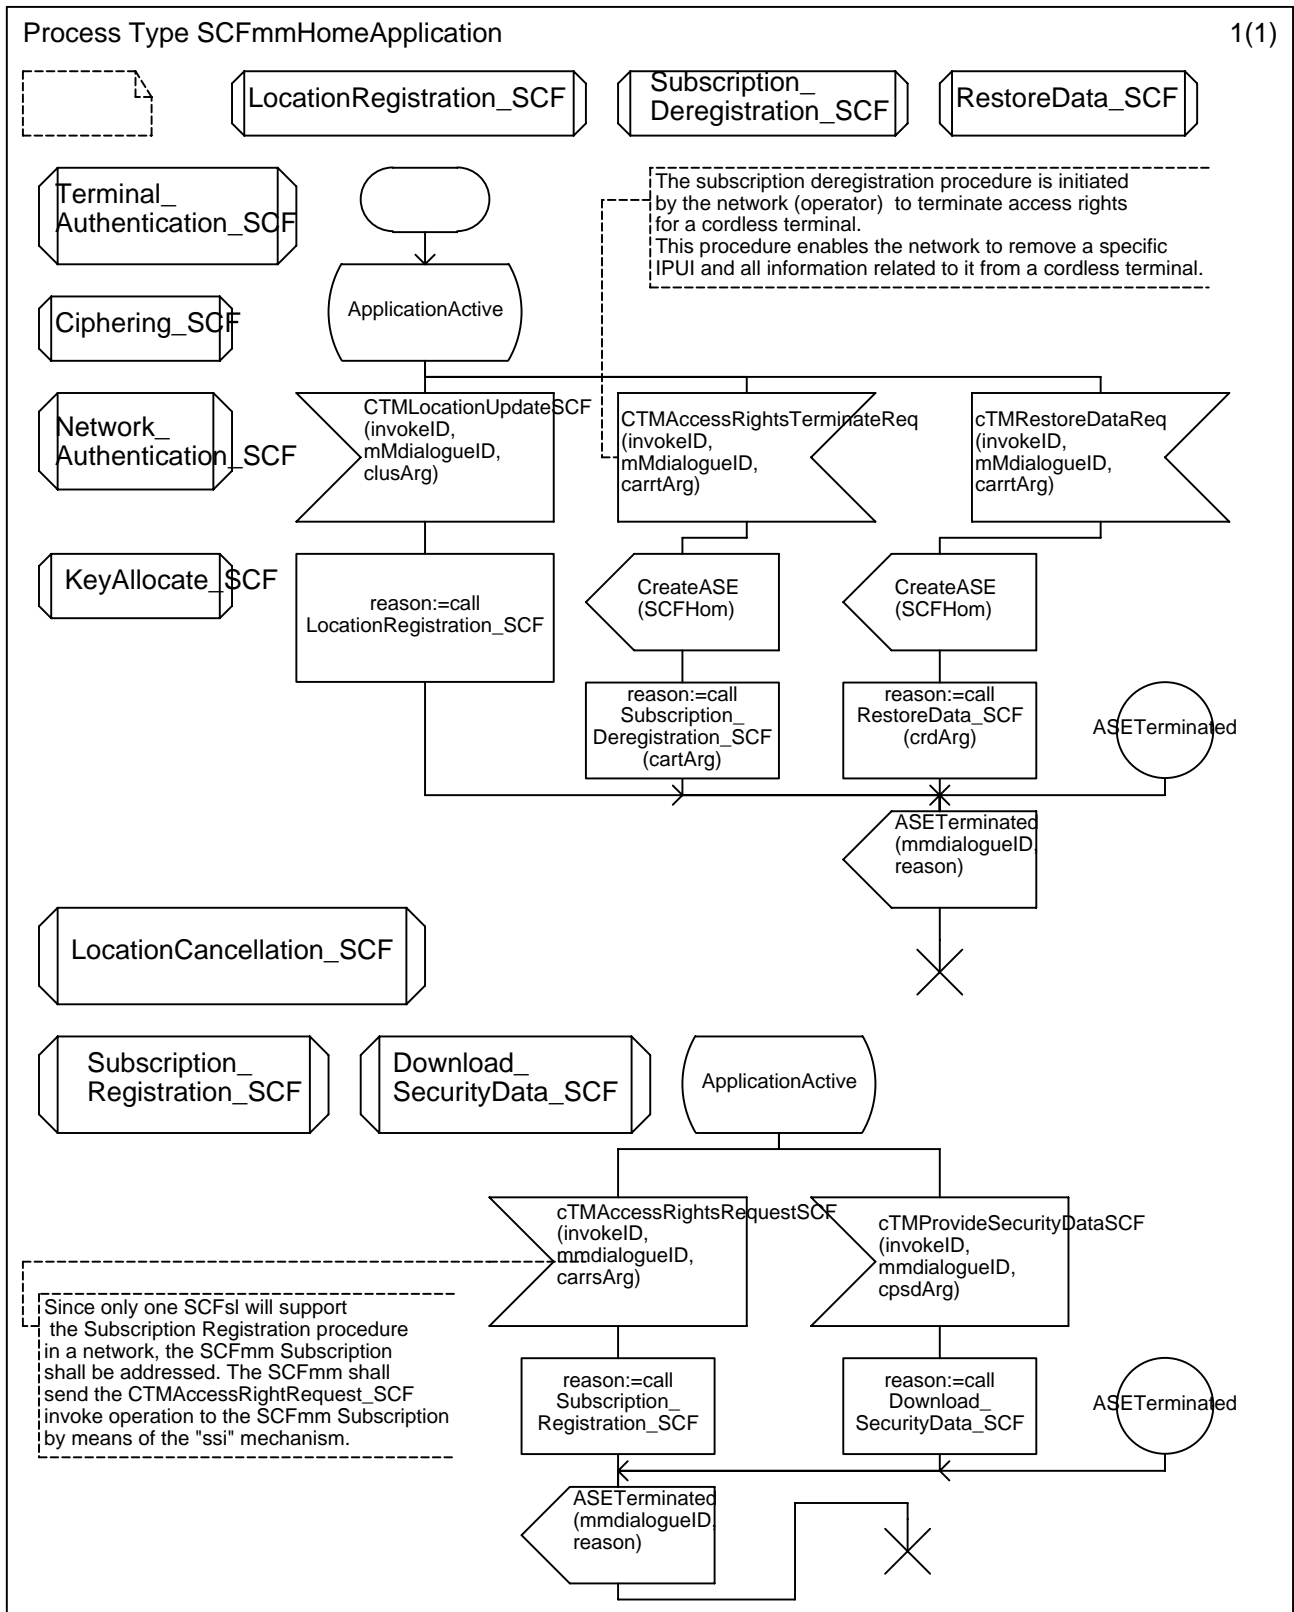 Process Type SCFmmHomeApplication
1(1)
LocationRegistration_SCF
Subscription_
Deregistration_SCF
RestoreData_SCF
Terminal_
Authentication_SCF
The subscription deregistration procedure is initiated
by the network (operator)  to terminate access rights
for a cordless terminal.
This procedure enables the network to remove a specific
IPUI and all information related to it from a cordless terminal.
Ciphering_SCF
ApplicationActive
Network_
Authentication_SCF
CTMLocationUpdateSCF
(invokeID,
mMdialogueID,
clusArg)
CTMAccessRightsTerminateReq
(invokeID,
mMdialogueID,
carrtArg)
cTMRestoreDataReq
(invokeID,
mMdialogueID,
carrtArg)
KeyAllocate_SCF
reason:=call
LocationRegistration_SCF
CreateASE
(SCFHom)
CreateASE
(SCFHom)
reason:=call
Subscription_
Deregistration_SCF
(cartArg)
reason:=call
RestoreData_SCF
(crdArg)
ASETerminated
ASETerminated
(mmdialogueID,
reason)
LocationCancellation_SCF
Subscription_
Registration_SCF
Download_
SecurityData_SCF
ApplicationActive
cTMAccessRightsRequestSCF
(invokeID,
mmdialogueID,
carrsArg)
cTMProvideSecurityDataSCF
(invokeID,
mmdialogueID,
cpsdArg)
Since only one SCFsl will support
the Subscription Registration procedure
in a network, the SCFmm Subscription
shall be addressed. The SCFmm shall
send the CTMAccessRightRequest_SCF
invoke operation to the SCFmm Subscription
by means of the "ssi" mechanism.
reason:=call
Subscription_
Registration_SCF
reason:=call
Download_
SecurityData_SCF
ASETerminated
ASETerminated
(mmdialogueID,
reason)